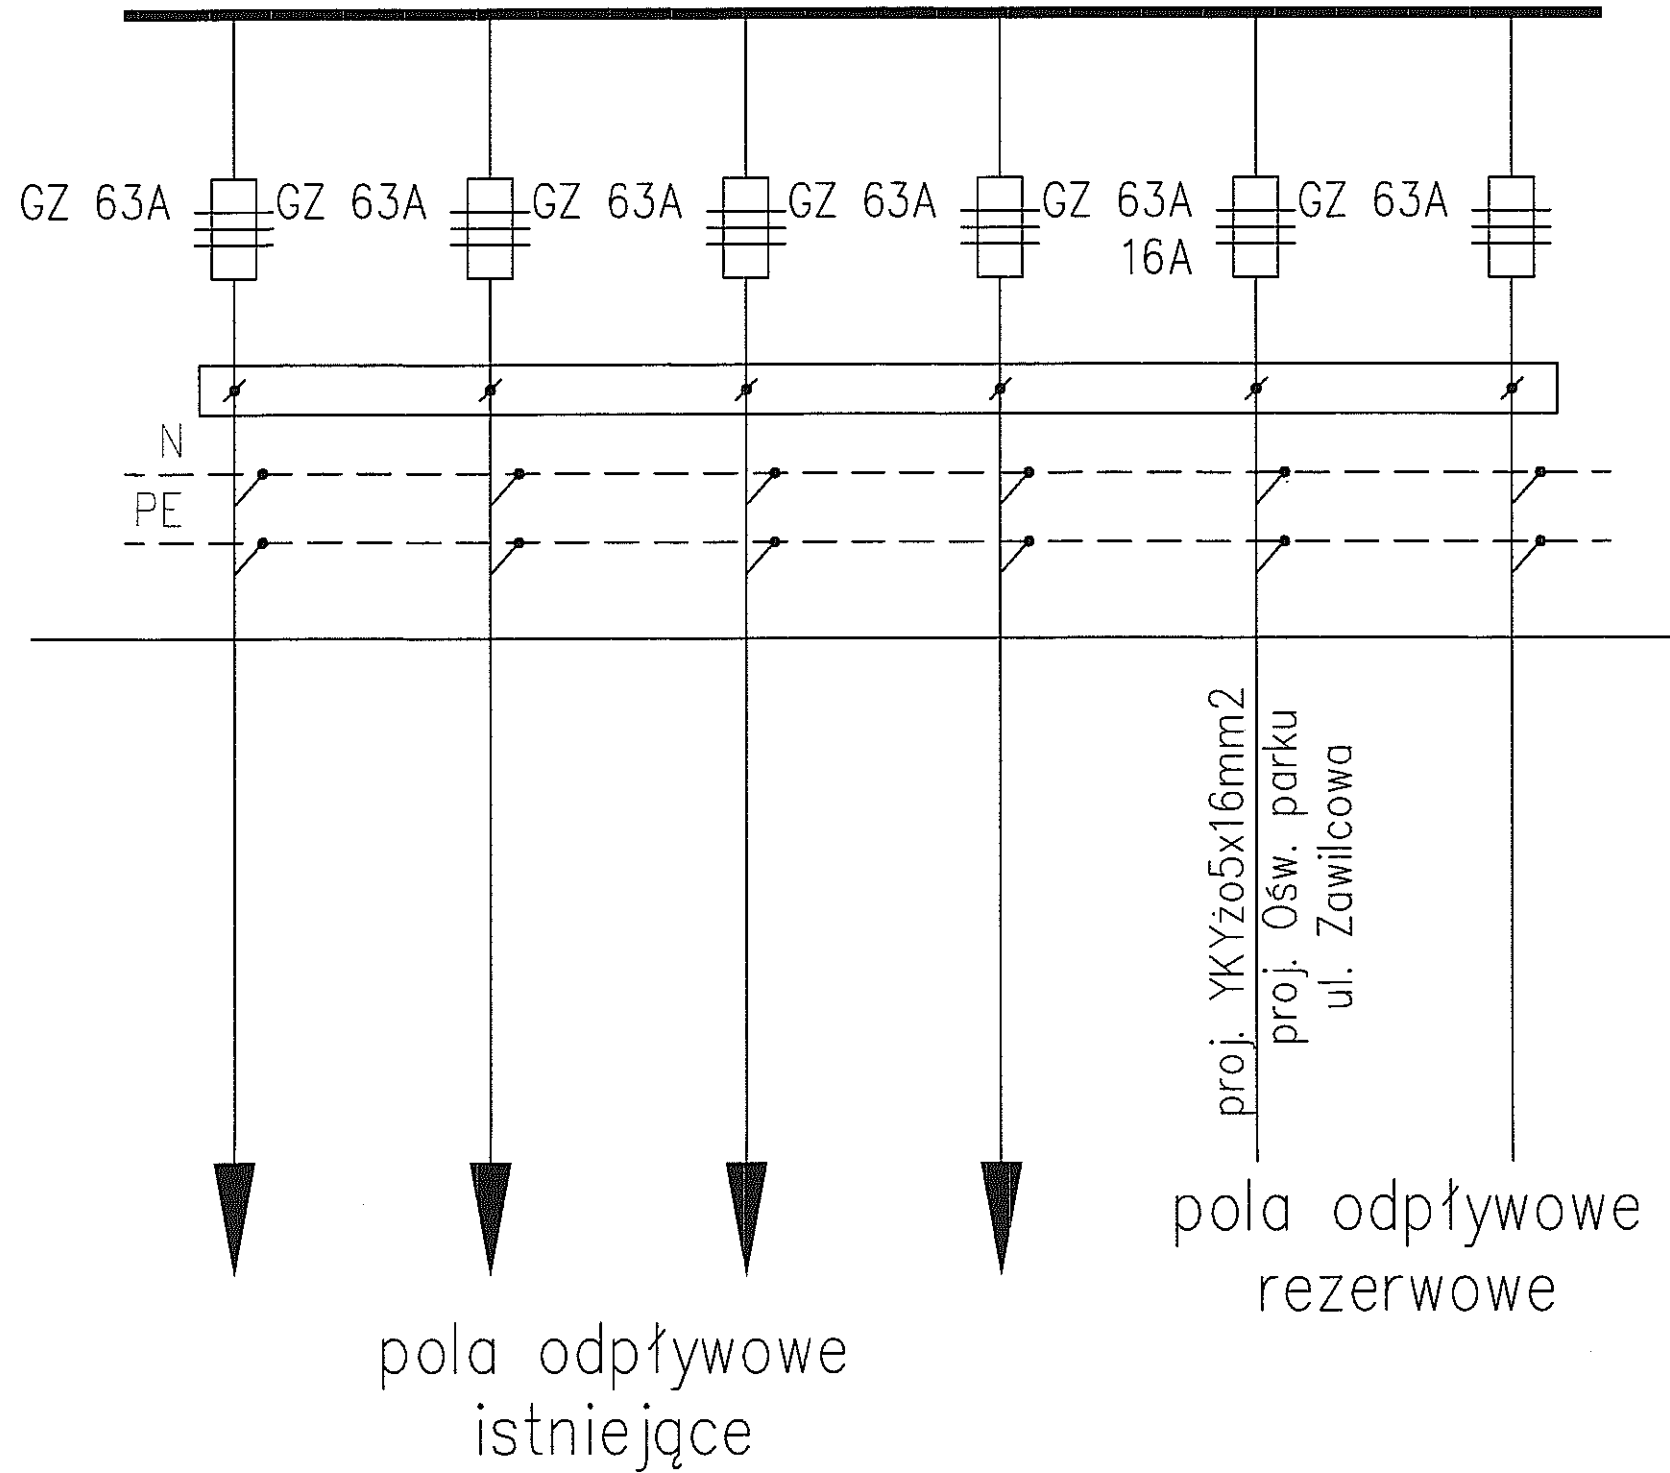 GZ 63A GZ 63A GZ 63A GZ 63A GZ 63A GZ 63A
16A
N
PE
proj. YKYżo5x16mm2
proj. Ośw. parku
ul. Zawilcowa
pola odpływowe
rezerwowe
pola odpływowe
istniejące